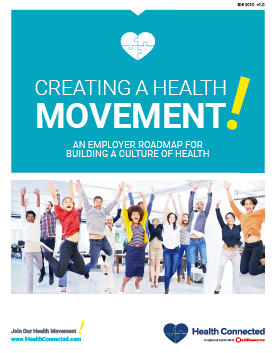 CREATING A HEALTH
MOVEMENT!
AN EMPLOYER ROADMAP FOR
BUILDING A CULTURE OF HEALTH
Join Our Health Movement!
www.iHealthConnected.com
Health Connected